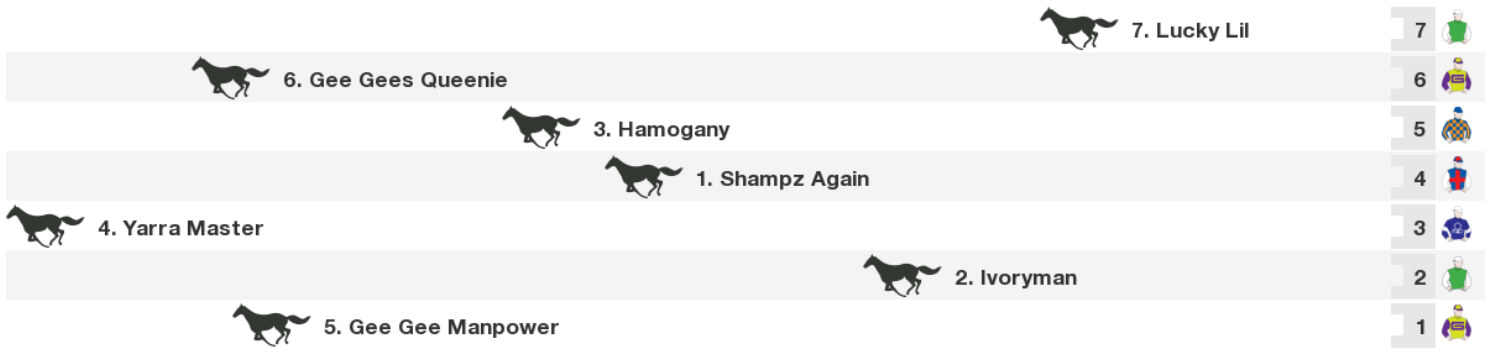 7. Lucky Lil 7
6. Gee Gees Queenie 6
3. Hamogany 5
1. Shampz Again 4
4. Yarra Master 3
2. Ivoryman 2
5. Gee Gee Manpower 1